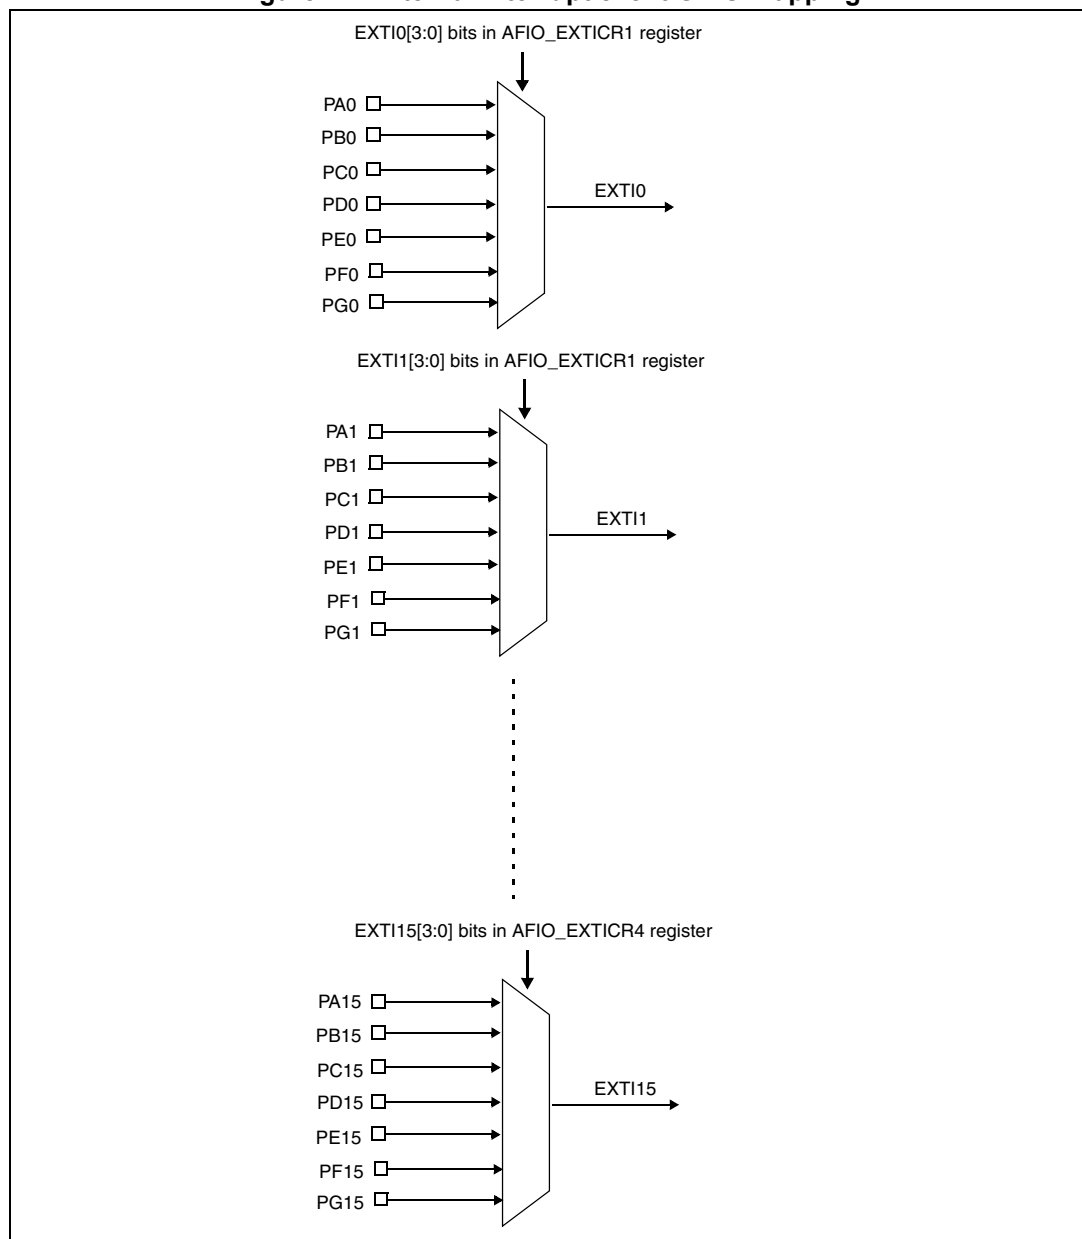 EXTI0[3:0] bits in AFIO_EXTICR1 register
PA0
PB0
PC0
PD0
EXTI0
PE0
PF0
PG0
EXTI1[3:0] bits in AFIO_EXTICR1 register
PA1
PB1
PC1
PD1
EXTI1
PE1
PF1
PG1
EXTI15[3:0] bits in AFIO_EXTICR4 register
PA15
PB15
PC15
PD15
EXTI15
PE15
PF15
PG15